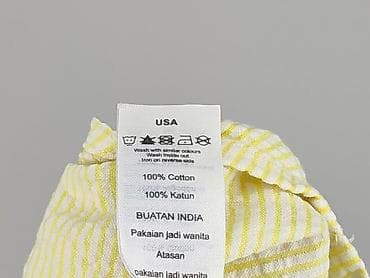 USA
Wash with similar colours
Wash inside out
Iron on reverse side
100% Cotton
100% Katun
BUATAN INDIA
Pakaian jadi wanita
Atasan
pakaian jadi wanita